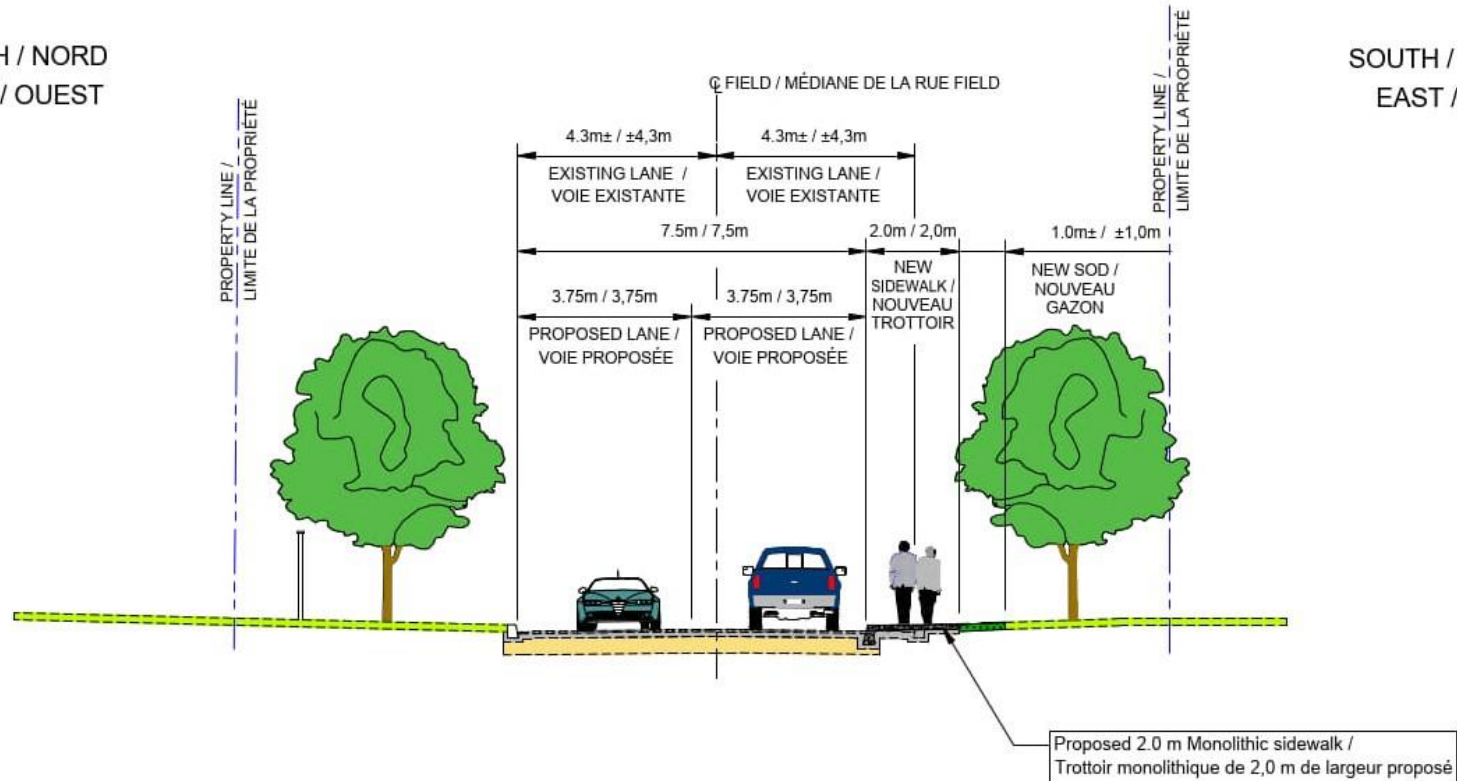 H / NORD
/ OUEST
SOUTH /
EAST /
PROPERTY LINE /
LIMITE DE LA PROPRIÉTÉ
℄ FIELD / MÉDIANE DE LA RUE FIELD
PROPERTY LINE /
LIMITE DE LA PROPRIÉTÉ
4.3m± / ±4,3m
EXISTING LANE /
VOIE EXISTANTE
4.3m± / ±4,3m
EXISTING LANE /
VOIE EXISTANTE
7.5m / 7,5m
2.0m / 2,0m
NEW
SIDEWALK /
NOUVEAU
TROTTOIR
1.0m± / ±1,0m
NEW SOD /
NOUVEAU
GAZON
3.75m / 3,75m
PROPOSED LANE /
VOIE PROPOSÉE
3.75m / 3,75m
PROPOSED LANE /
VOIE PROPOSÉE
Proposed 2.0 m Monolithic sidewalk /
Trottoir monolithique de 2,0 m de largeur proposé